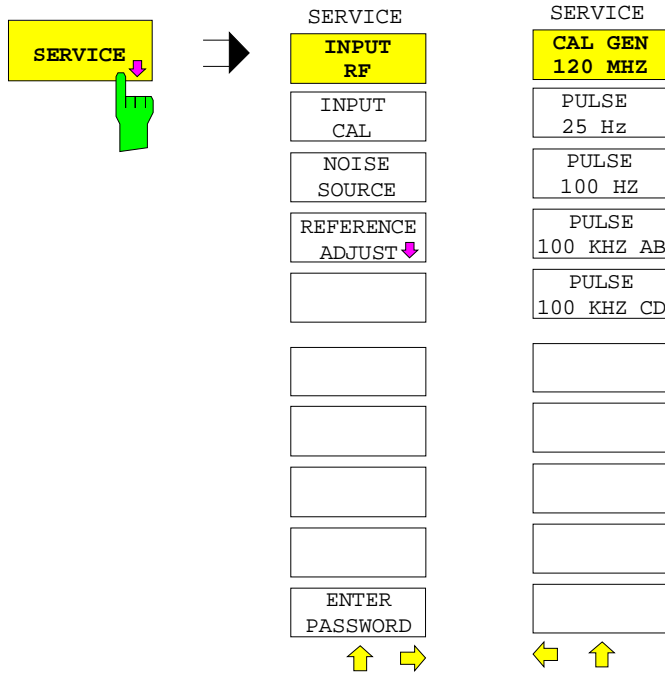 SERVICE
SERVICE
INPUT
RF
INPUT
CAL
NOISE
SOURCE
REFERENCE
ADJUST
ENTER
PASSWORD
SERVICE
CAL GEN
120 MHZ
PULSE
25 Hz
PULSE
100 HZ
PULSE
100 KHZ AB
PULSE
100 KHZ CD